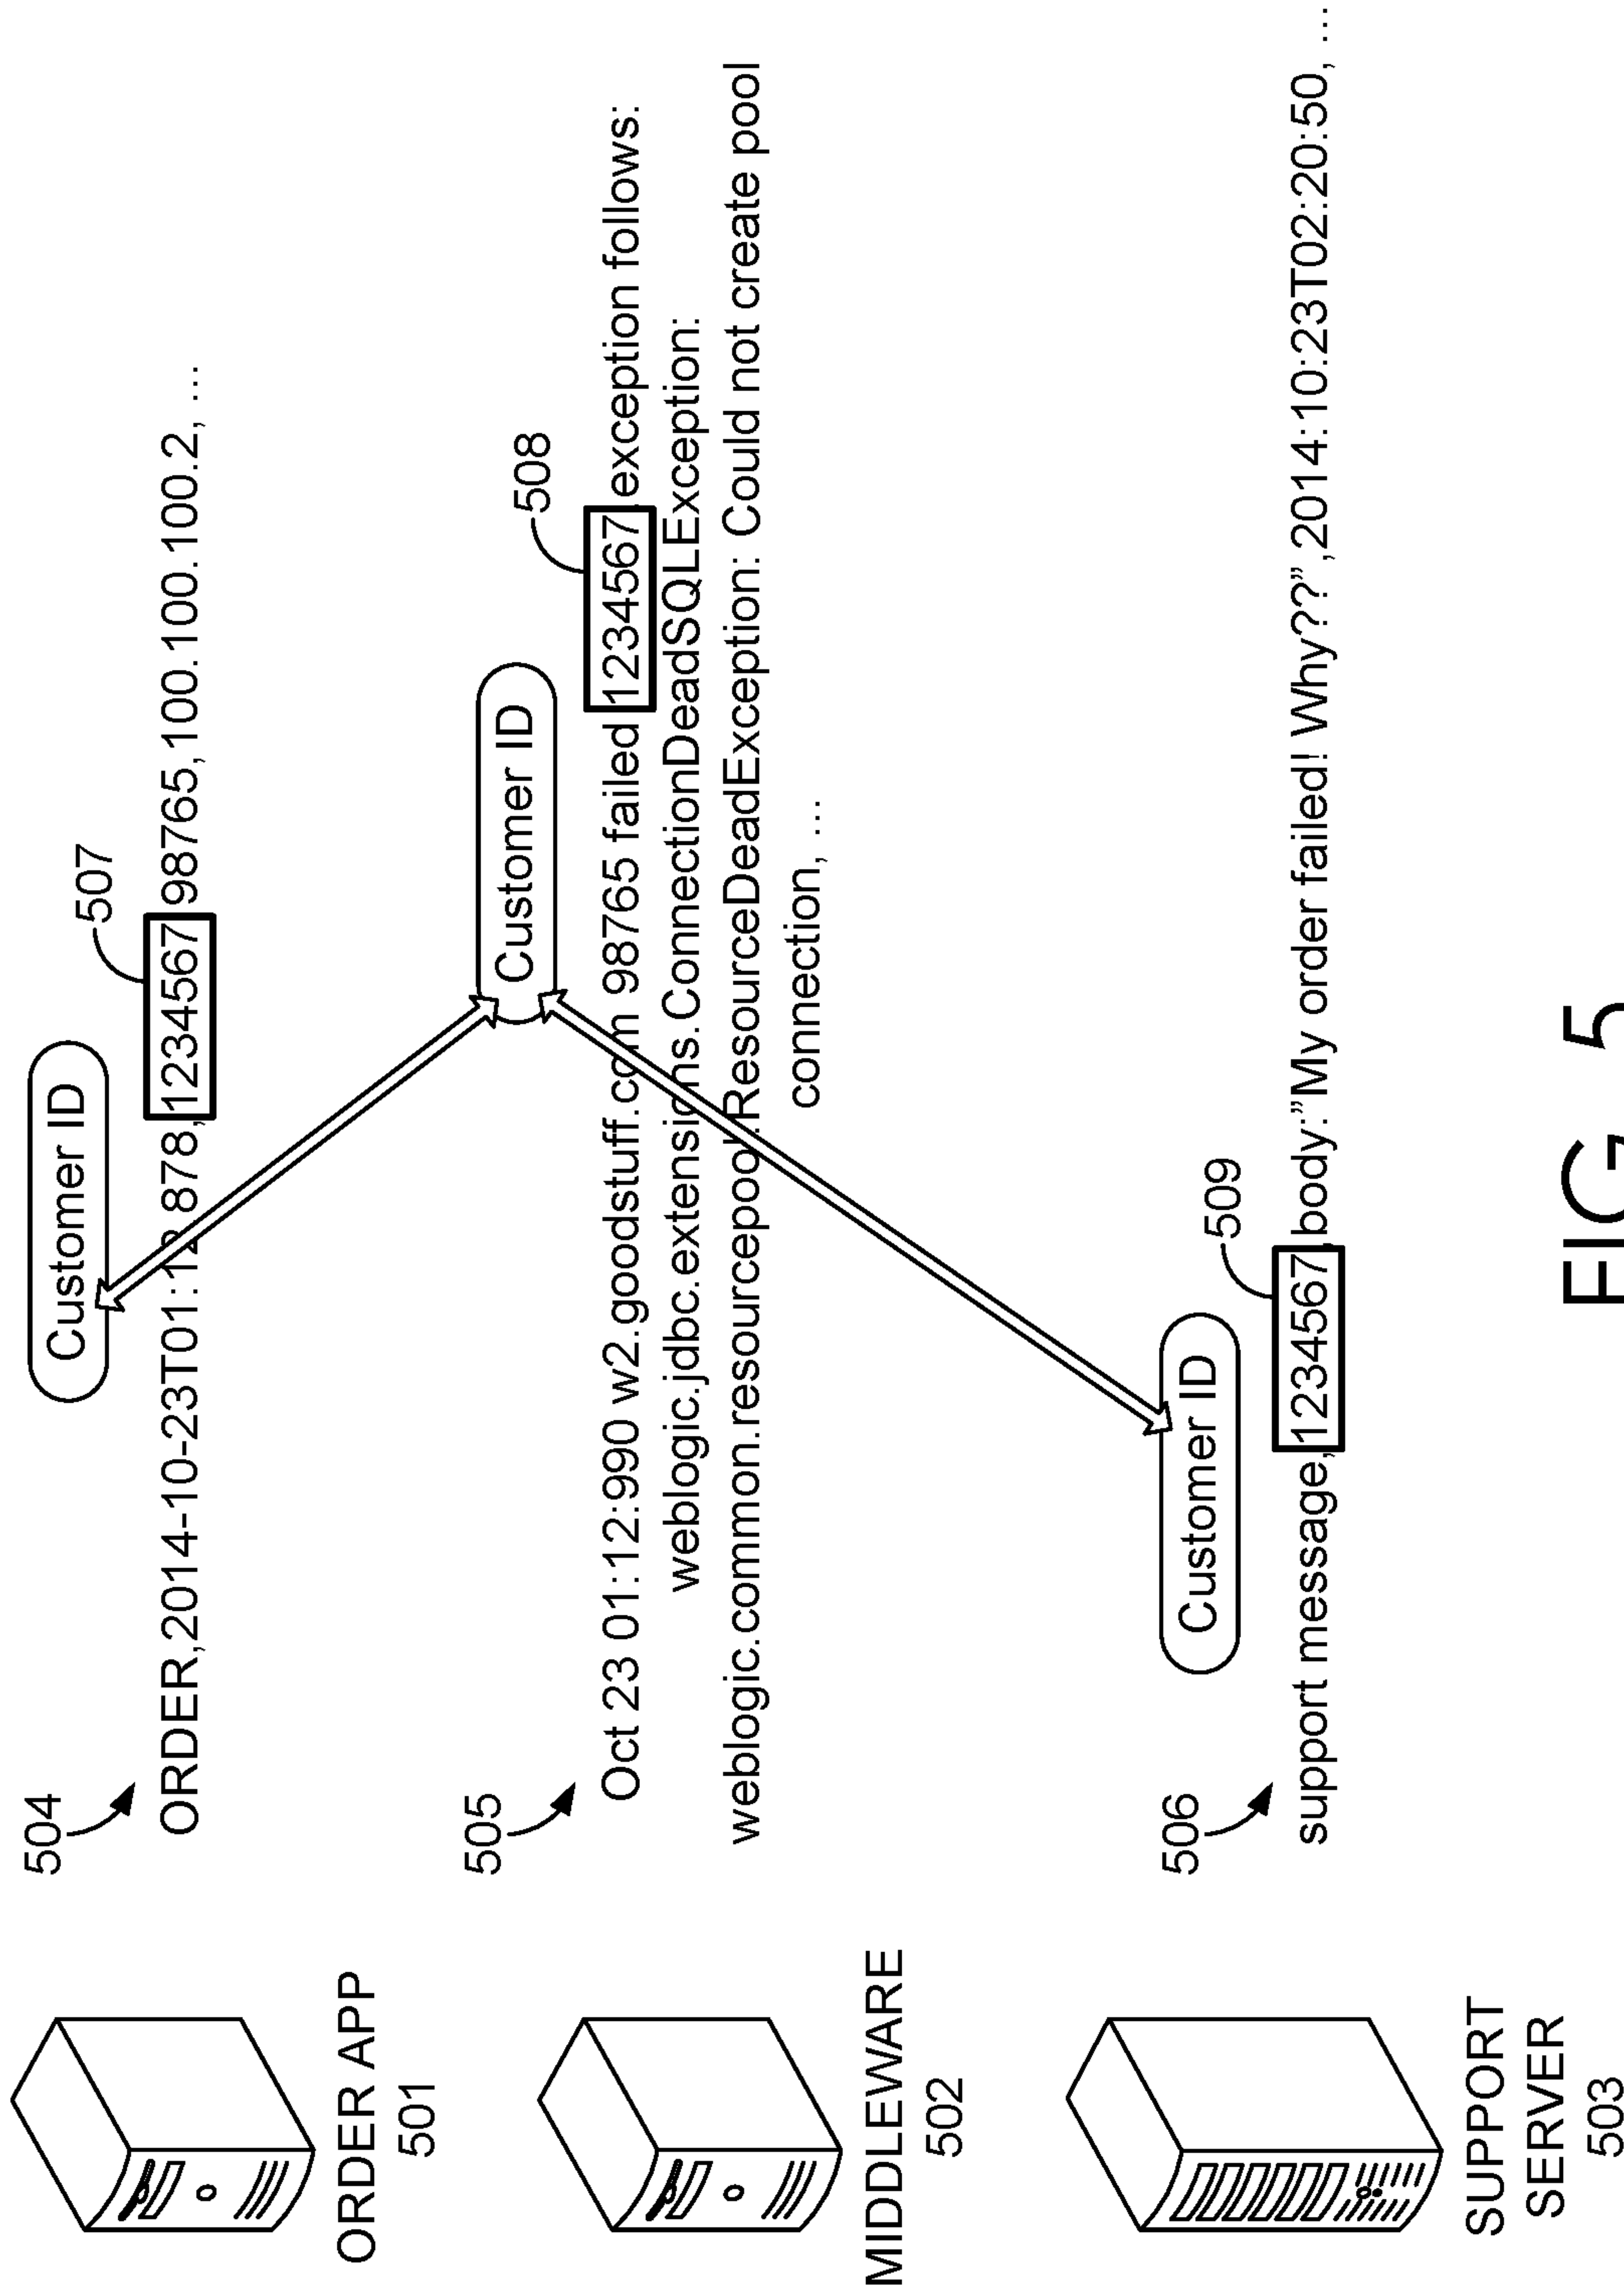 504
Customer ID
507
ORDER,2014-10-23T01:12 878,1234567 98765,100.100.100.2, ...
ORDER APP
501
505
Customer ID
508
Oct 23 01:12:990 w2.goodstuff.com 98765 failed 1234567 exception follows:
weblogic.jdbc.extensions.ConnectionDeadSQLException:
weblogic.common.resourcepool.ResourceDeadException: Could not create pool
connection, ...
MIDDLEWARE
502
506
Customer ID
509
support message,1234567 body:"My order failed! Why??",2014:10:23T02:20:50, ...
SUPPORT
SERVER
503
FIG. 5